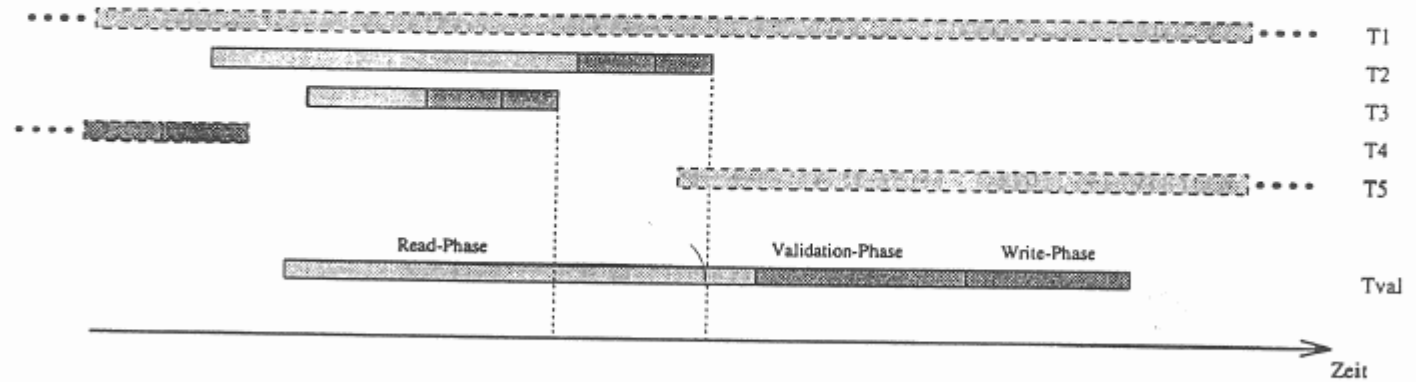 T1
T2
T3
T4
T5
Read-Phase
Validation-Phase
Write-Phase
Tval
Zeit